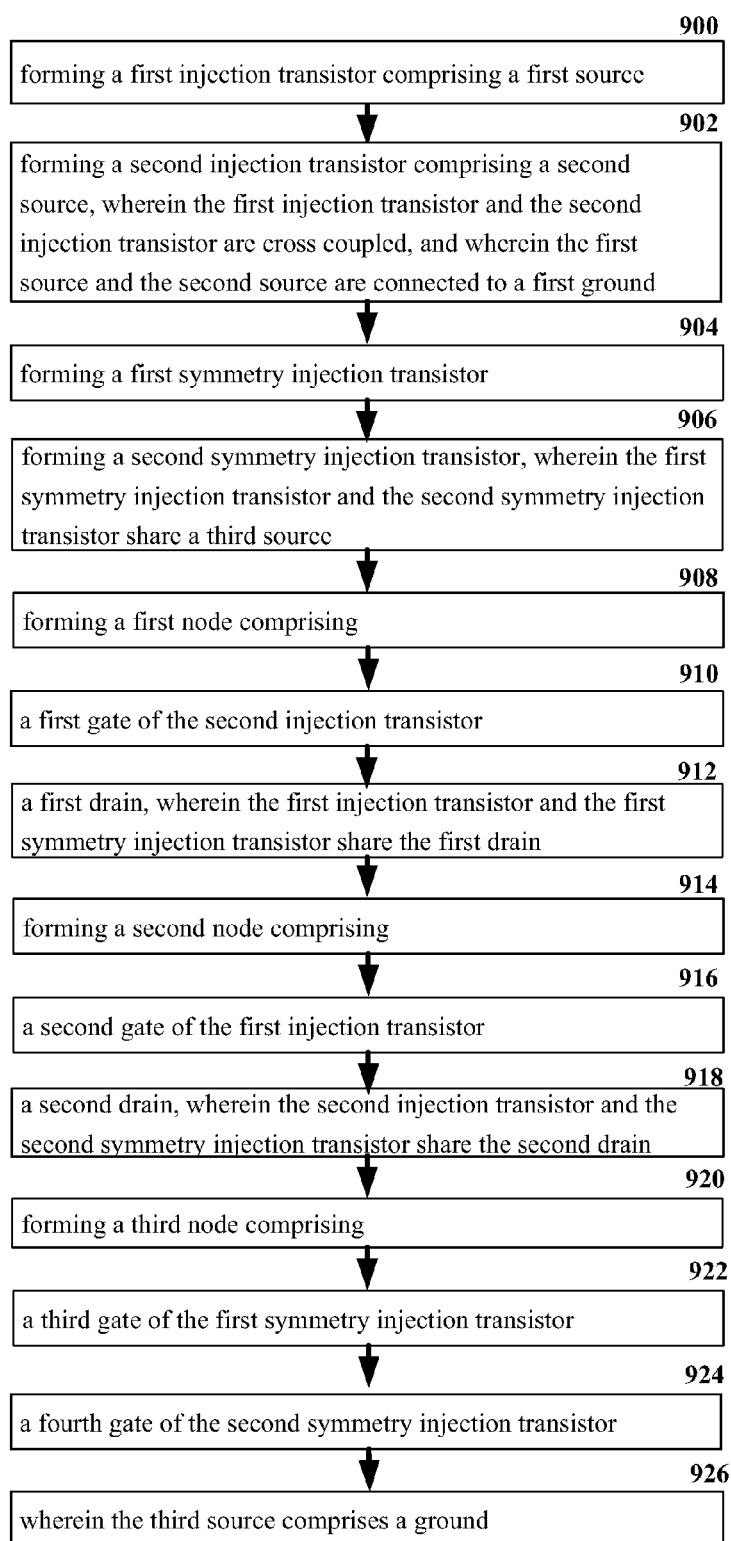 900
forming a first injection transistor comprising a first source
902
forming a second injection transistor comprising a second
source, wherein the first injection transistor and the second
injection transistor are cross coupled, and wherein the first
source and the second source are connected to a first ground
904
forming a first symmetry injection transistor
906
forming a second symmetry injection transistor, wherein the first
symmetry injection transistor and the second symmetry injection
transistor share a third source
908
forming a first node comprising
910
a first gate of the second injection transistor
912
a first drain, wherein the first injection transistor and the first
symmetry injection transistor share the first drain
914
forming a second node comprising
916
a second gate of the first injection transistor
918
a second drain, wherein the second injection transistor and the
second symmetry injection transistor share the second drain
920
forming a third node comprising
922
a third gate of the first symmetry injection transistor
924
a fourth gate of the second symmetry injection transistor
926
wherein the third source comprises a ground